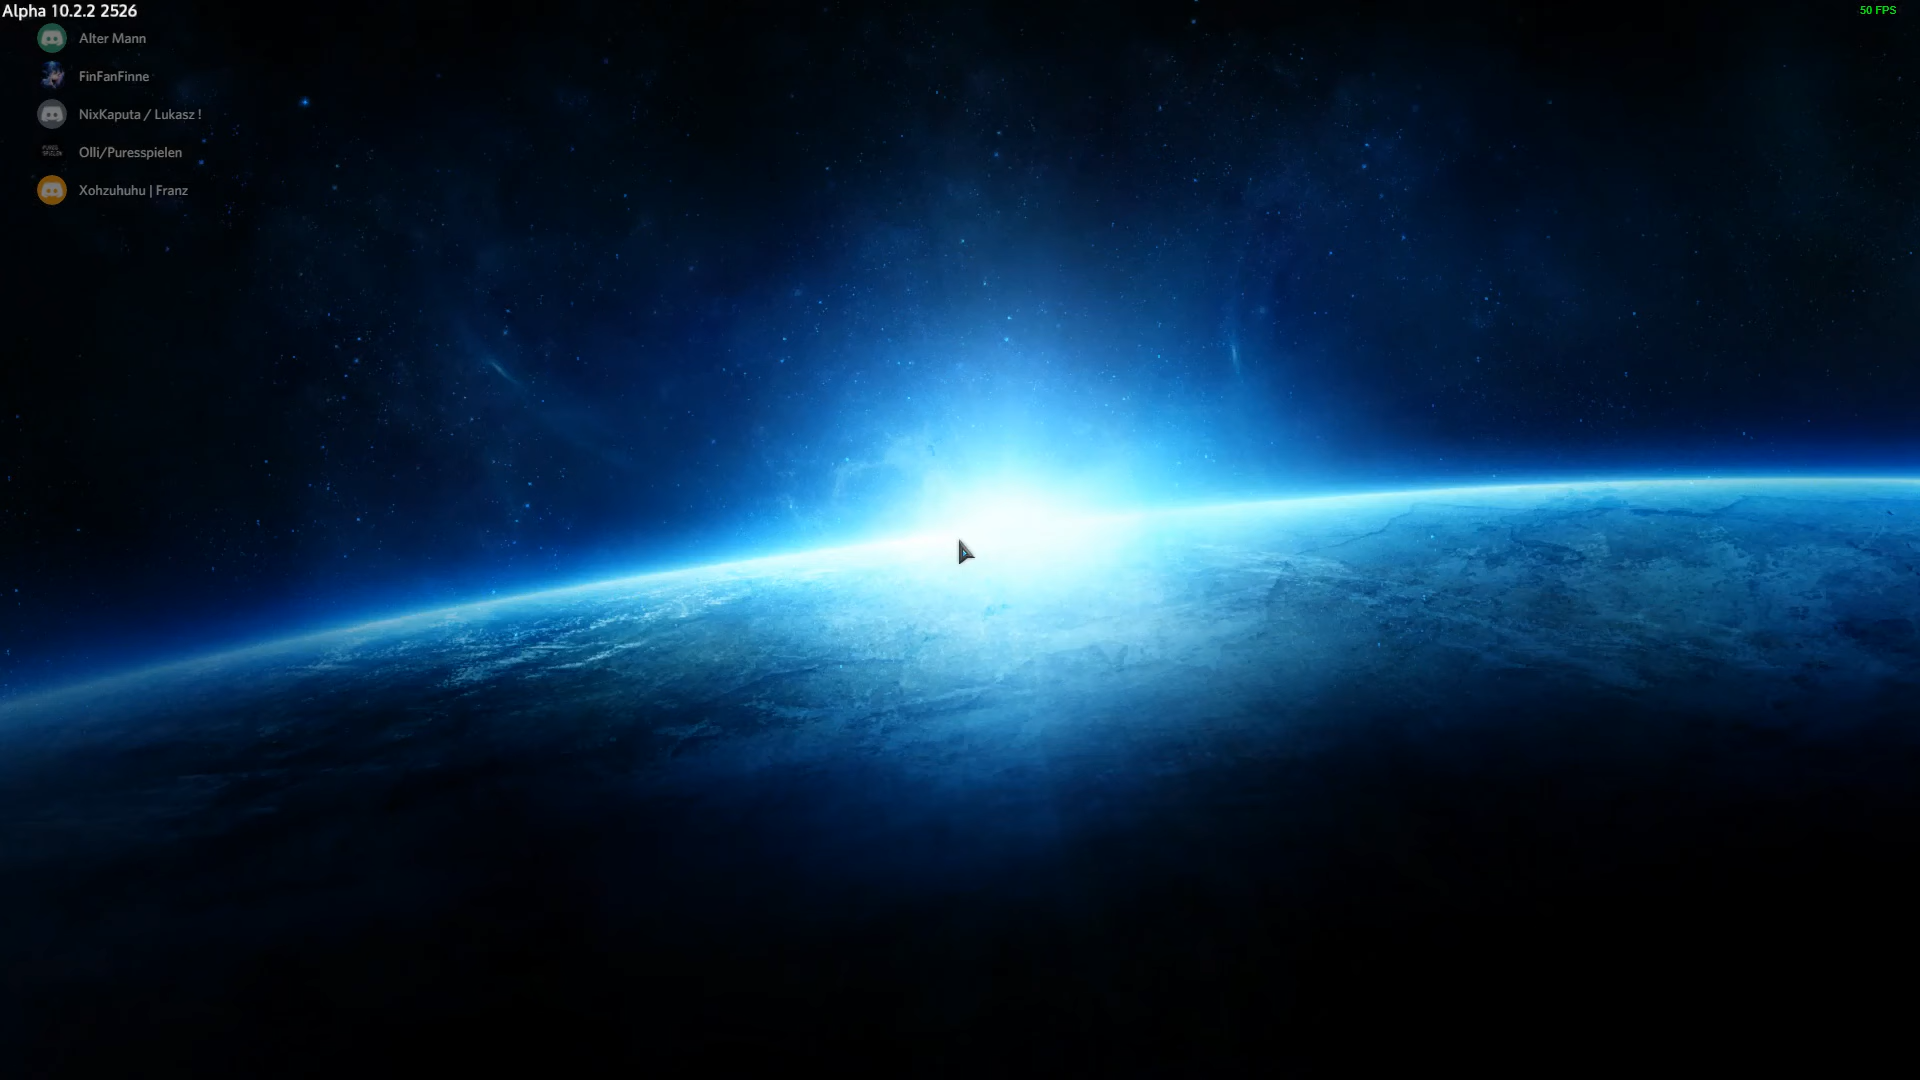 Alpha 10.2.2 2526
50 FPS
Alter Mann
FinFanFinne
NixKaputa / Lukasz !
Olli/Puresspielen
Xohzuhuhu | Franz